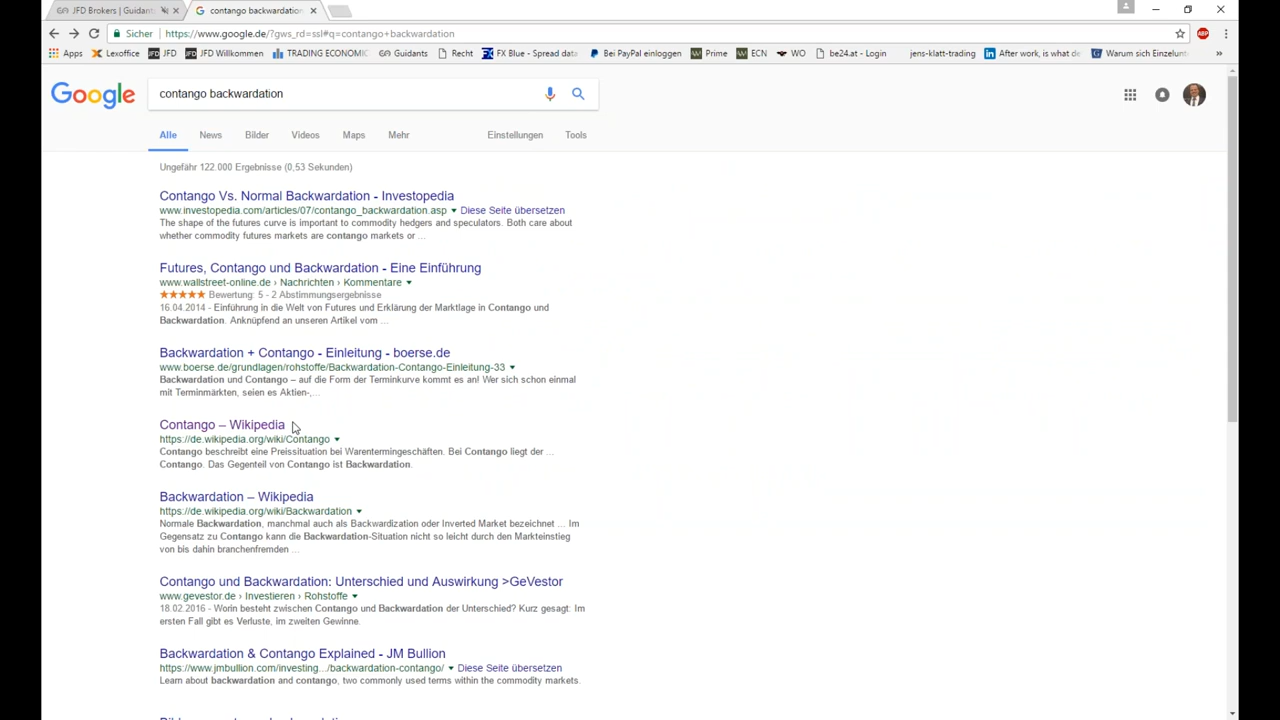 JFD Brokers | Guidants
contango backwardation
Sicher
https://www.google.de/?gws_rd=ssl#q=contango+backwardation
ABP
Apps
Lexoffice
JFD
JFD Willkommen
TRADING ECONOMIC
Guidants
Recht
FX Blue - Spread data
Bei PayPal einloggen
Prime
ECN
WO
be24.at - Login
jens-klatt-trading
After work, is what de
Warum sich Einzelunt
»
Google
contango backwardation
Alle News Bilder Videos Maps Mehr Einstellungen Tools
Ungefähr 122.000 Ergebnisse (0,53 Sekunden)
Contango Vs. Normal Backwardation - Investopedia
www.investopedia.com/articles/07/contango_backwardation.asp Diese Seite übersetzen
The shape of the futures curve is important to commodity hedgers and speculators. Both care about
whether commodity futures markets are contango markets or ...
Futures, Contango und Backwardation - Eine Einführung
www.wallstreet-online.de › Nachrichten › Kommentare
Bewertung: 5 - 2 Abstimmungsergebnisse
16.04.2014 - Einführung in die Welt von Futures und Erklärung der Marktlage in Contango und
Backwardation. Anknüpfend an unseren Artikel vom ...
Backwardation + Contango - Einleitung - boerse.de
www.boerse.de/grundlagen/rohstoffe/Backwardation-Contango-Einleitung-33
Backwardation und Contango – auf die Form der Terminkurve kommt es an! Wer sich schon einmal
mit Terminmärkten, seien es Aktien-,...
Contango – Wikipedia
https://de.wikipedia.org/wiki/Contango
Contango beschreibt eine Preissituation bei Warentermingeschäften. Bei Contango liegt der ...
Contango. Das Gegenteil von Contango ist Backwardation.
Backwardation – Wikipedia
https://de.wikipedia.org/wiki/Backwardation
Normale Backwardation, manchmal auch als Backwardization oder Inverted Market bezeichnet ... Im
Gegensatz zu Contango kann die Backwardation-Situation nicht so leicht durch den Markteinstieg
von bis dahin branchenfremden ...
Contango und Backwardation: Unterschied und Auswirkung >GeVestor
www.gevestor.de › Investieren › Rohstoffe
18.02.2016 - Worin besteht zwischen Contango und Backwardation der Unterschied? Kurz gesagt: Im
ersten Fall gibt es Verluste, im zweiten Gewinne.
Backwardation & Contango Explained - JM Bullion
https://www.jmbullion.com/investing.../backwardation-contango/ Diese Seite übersetzen
Learn about backwardation and contango, two commonly used terms within the commodity markets.